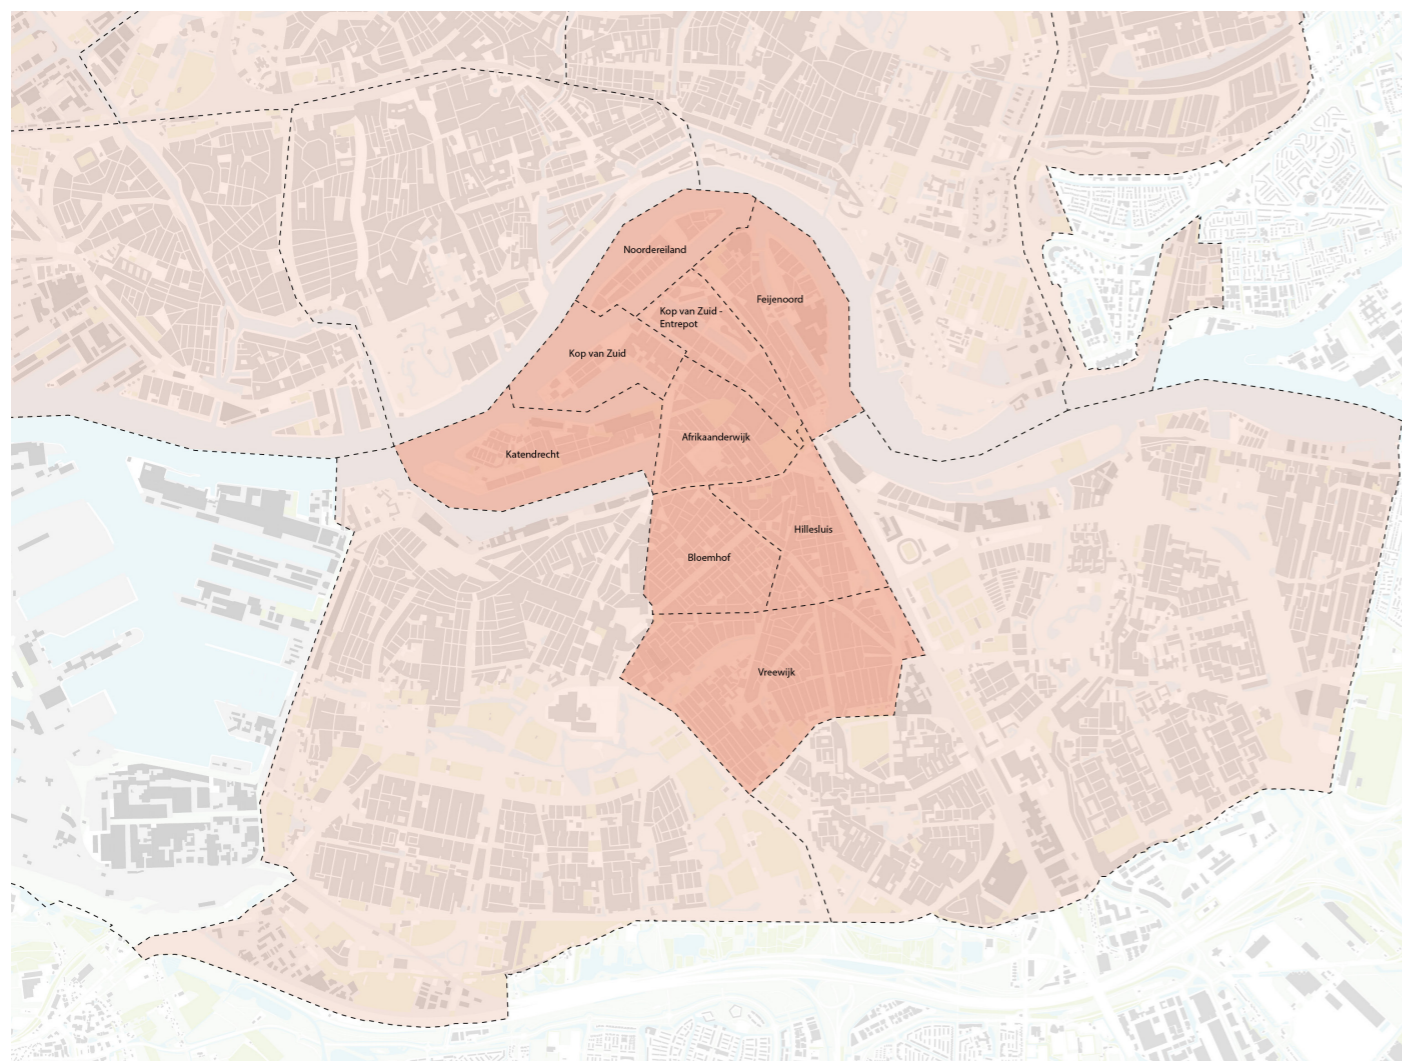 Noordereiland
Feijenoord
Kop van Zuid -
Entrepot
Kop van Zuid
Afrikaanderwijk
Katendrecht
Hillesluis
Bloemhof
Vreewijk